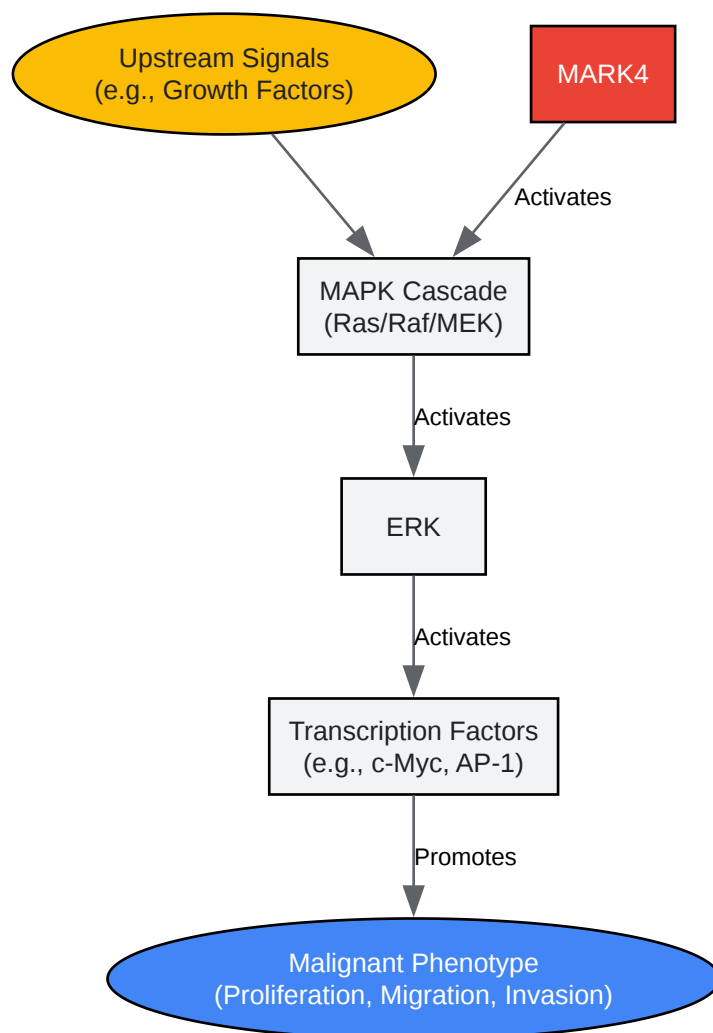 Upstream Signals
(e.g., Growth Factors)
MARK4
Activates
MAPK Cascade
(Ras/Raf/MEK)
Activates
ERK
Activates
Transcription Factors
(e.g., c-Myc, AP-1)
Promotes
Malignant Phenotype
(Proliferation, Migration, Invasion)